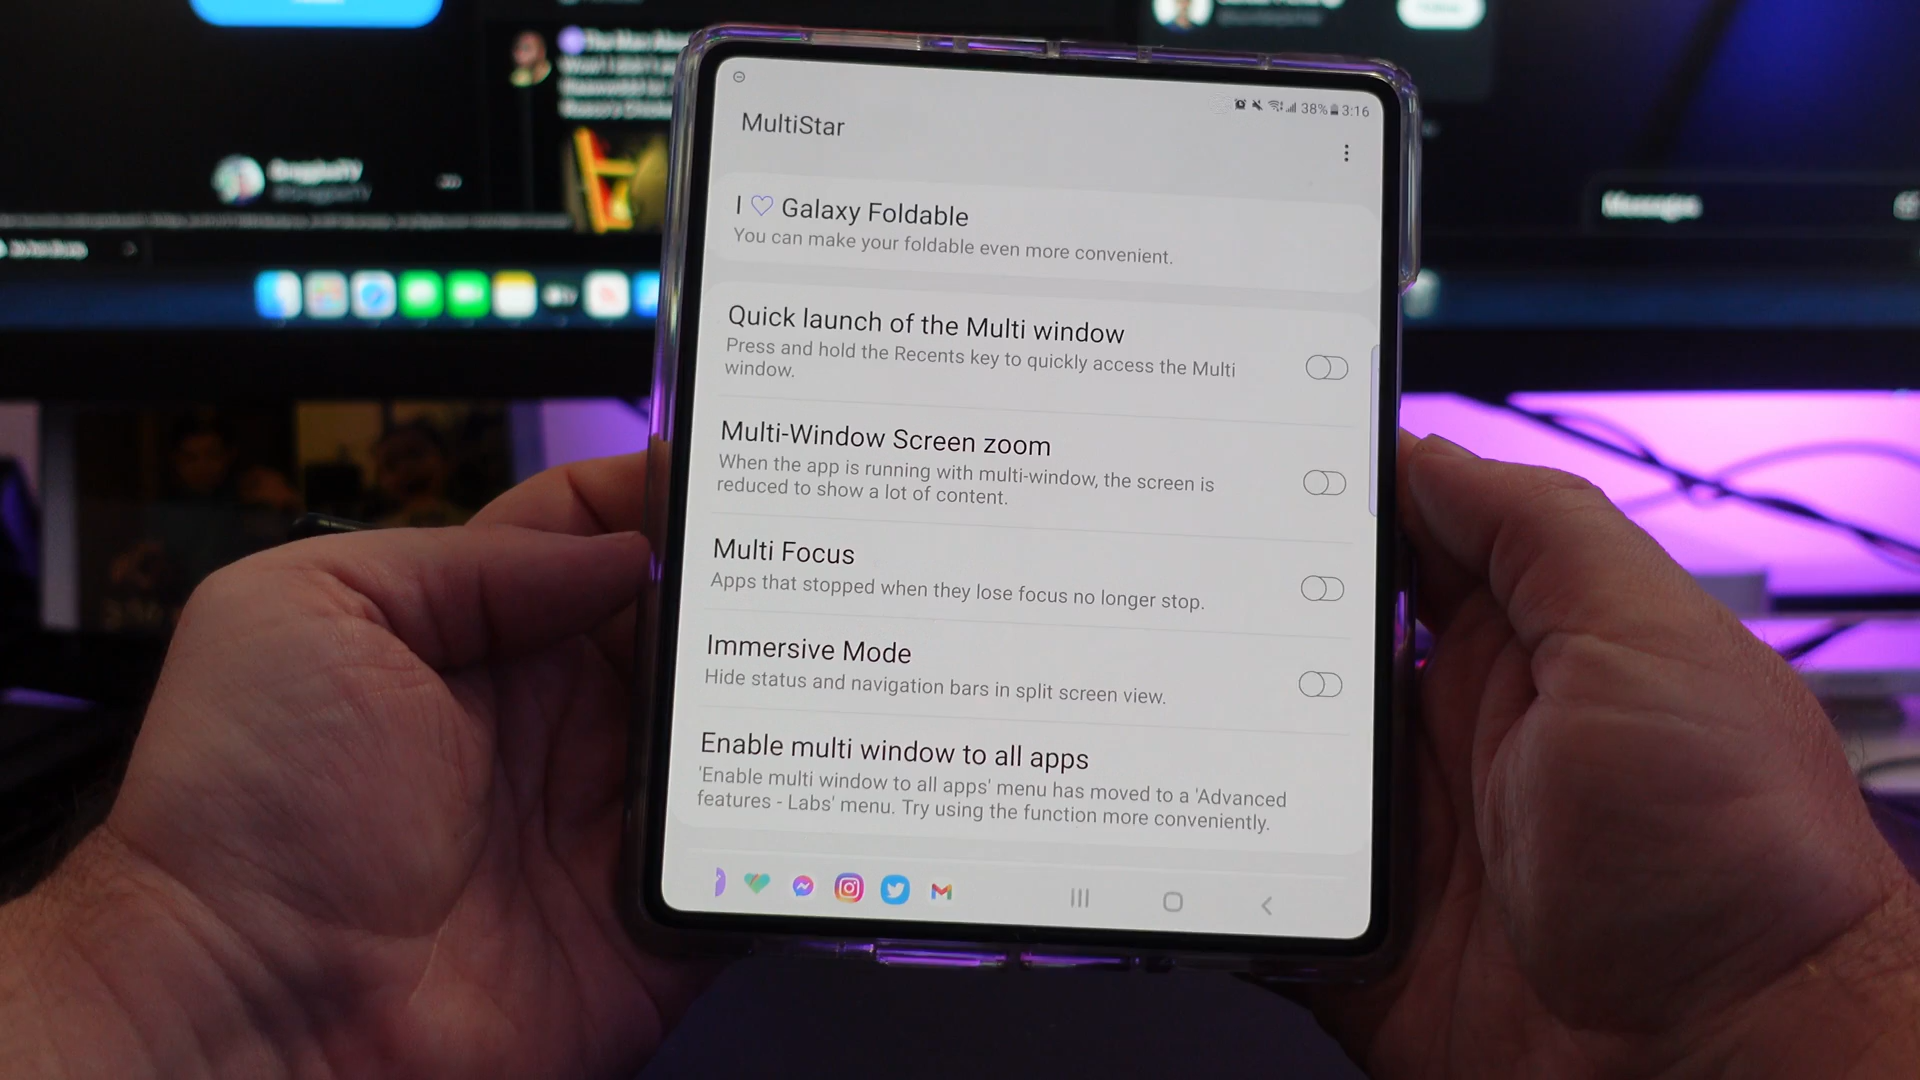 38% 3:16
MultiStar
I ♡ Galaxy Foldable
You can make your foldable even more convenient.
Quick launch of the Multi window
Press and hold the Recents key to quickly access the Multi
window.
Multi-Window Screen zoom
When the app is running with multi-window, the screen is
reduced to show a lot of content.
Multi Focus
Apps that stopped when they lose focus no longer stop.
Immersive Mode
Hide status and navigation bars in split screen view.
Enable multi window to all apps
'Enable multi window to all apps' menu has moved to a 'Advanced
features - Labs' menu. Try using the function more conveniently.
Messages